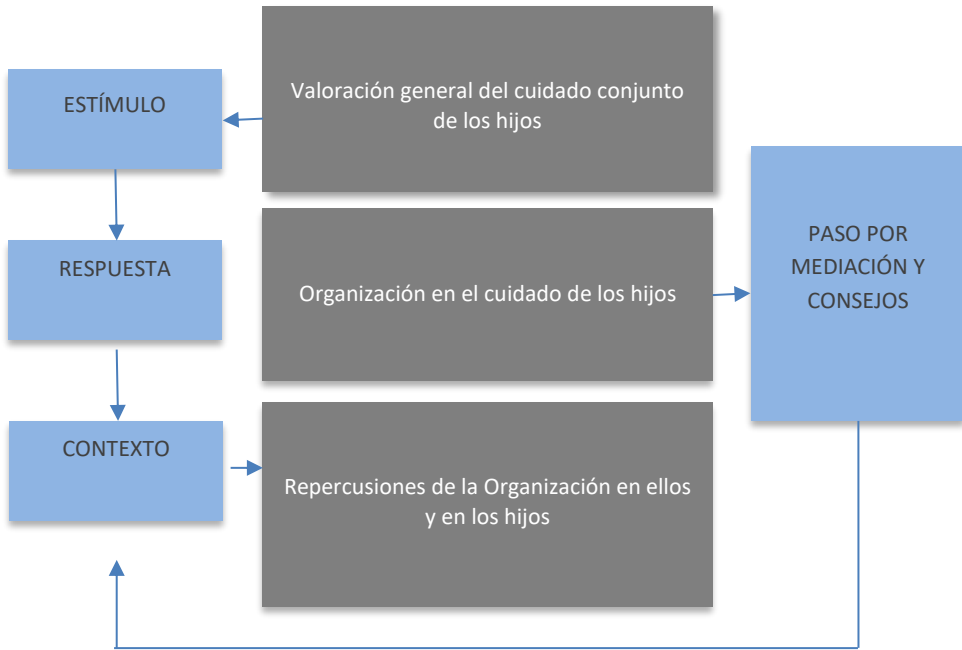 ESTÍMULO
Valoración general del cuidado conjunto
de los hijos
RESPUESTA
Organización en el cuidado de los hijos
PASO POR
MEDIACIÓN Y
CONSEJOS
CONTEXTO
Repercusiones de la Organización en ellos
y en los hijos